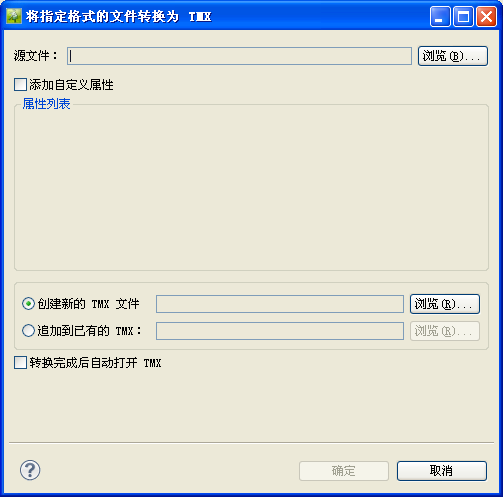 将指定格式的文件转换为 TMX
源文件： 浏览(B)...
添加自定义属性
属性列表
创建新的 TMX 文件 浏览(R)...
追加到已有的 TMX： 浏览(R)...
转换完成后自动打开 TMX
? 确定 取消